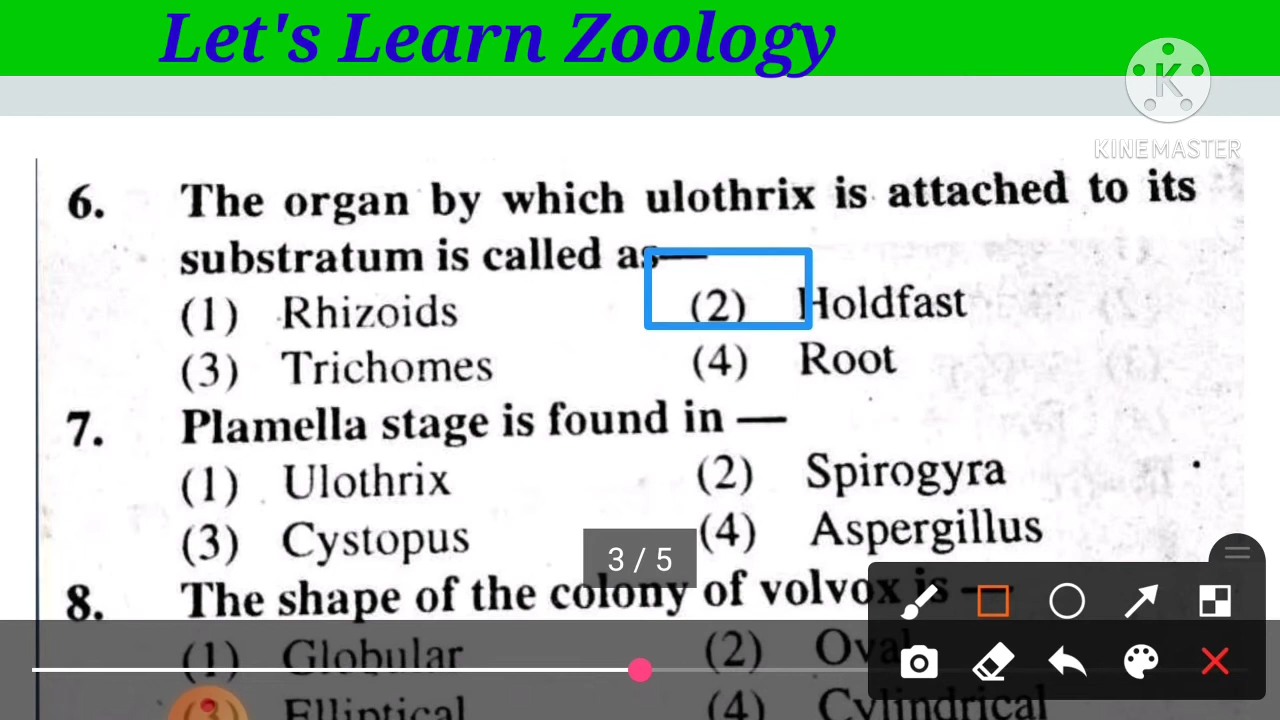 Let's Learn Zoology
K
KINEMASTER
6. The organ by which ulothrix is attached to its
substratum is called as—
(1) Rhizoids (2) Holdfast
(3) Trichomes (4) Root
7. Plamella stage is found in —
(1) Ulothrix (2) Spirogyra
(3) Cystopus (4) Aspergillus
3 / 5
8. The shape of the colony of volvox is —
(1) Globular (2) Oval
(3) Elliptical (4) Cylindrical